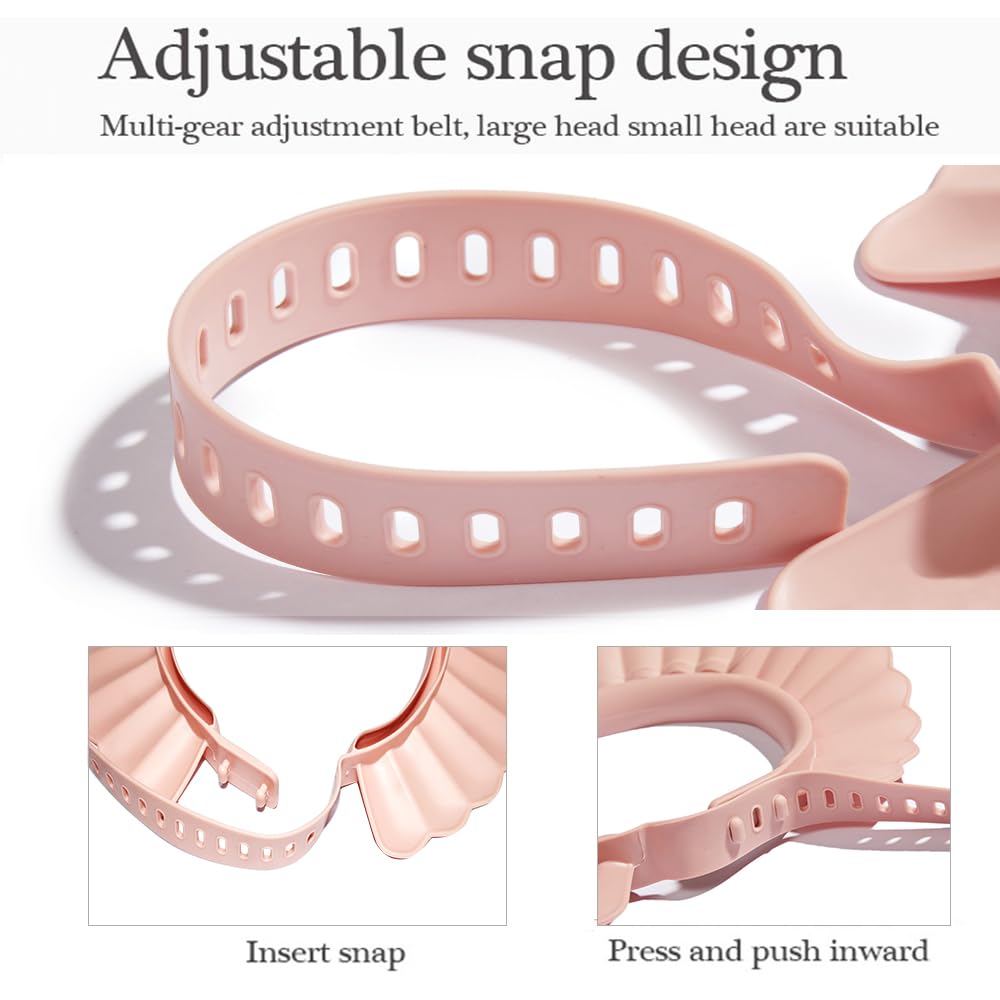 Adjustable snap design
Multi-gear adjustment belt, large head small head are suitable
Insert snap
Press and push inward